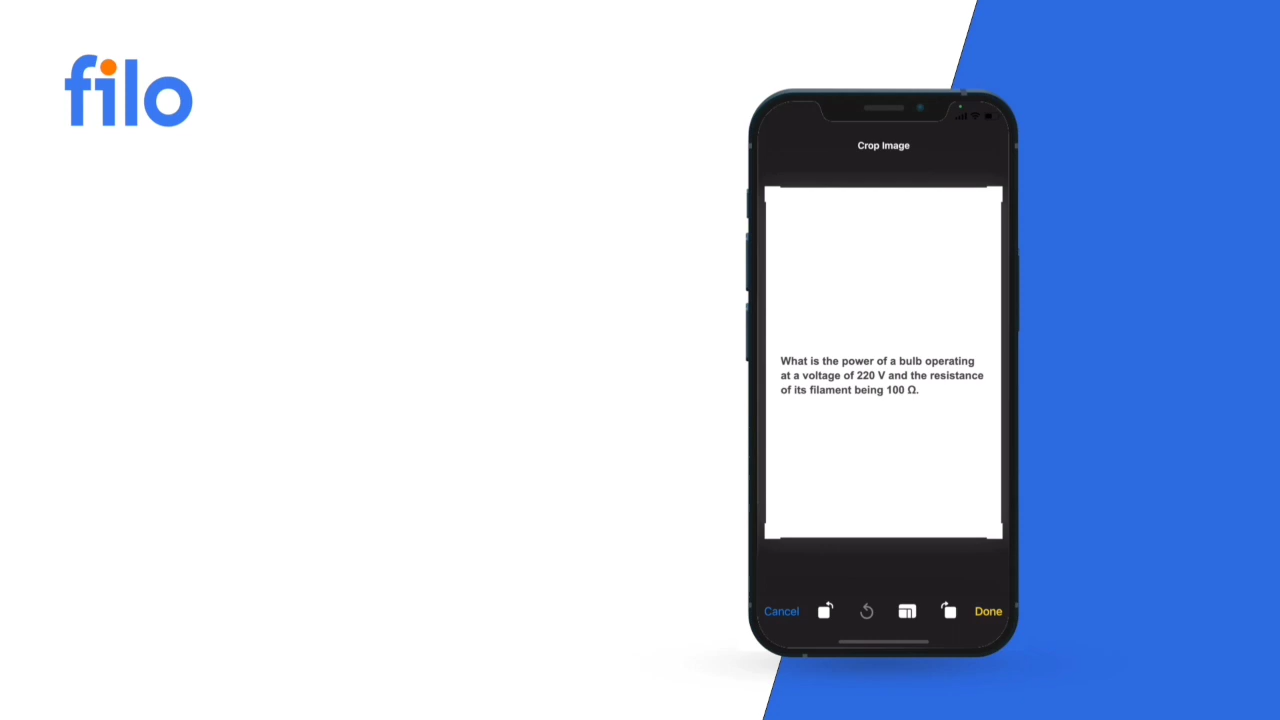 filo
Crop Image
What is the power of a bulb operating
at a voltage of 220 V and the resistance
of its filament being 100 Ω.
Cancel
Done